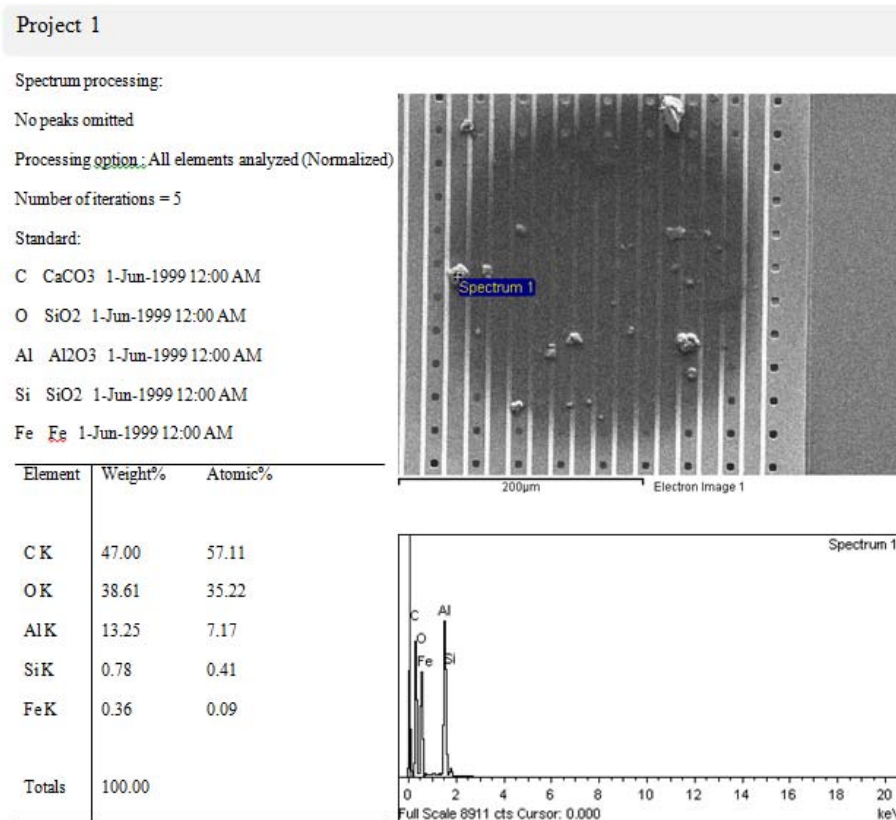 Project 1
Spectrum processing:
No peaks omitted
Processing option : All elements analyzed (Normalized)
Number of iterations = 5
Standard:
C CaCO3 1-Jun-1999 12:00 AM
O SiO2 1-Jun-1999 12:00 AM
Al Al2O3 1-Jun-1999 12:00 AM
Si SiO2 1-Jun-1999 12:00 AM
Fe Fe 1-Jun-1999 12:00 AM
Element Weight% Atomic%
C K 47.00 57.11
O K 38.61 35.22
Al K 13.25 7.17
Si K 0.78 0.41
Fe K 0.36 0.09
Totals 100.00
Spectrum 1
200µm Electron Image 1
Spectrum 1
C Al
O
Fe Si
0 2 4 6 8 10 12 14 16 18 20
Full Scale 8911 cts Cursor: 0.000 keV